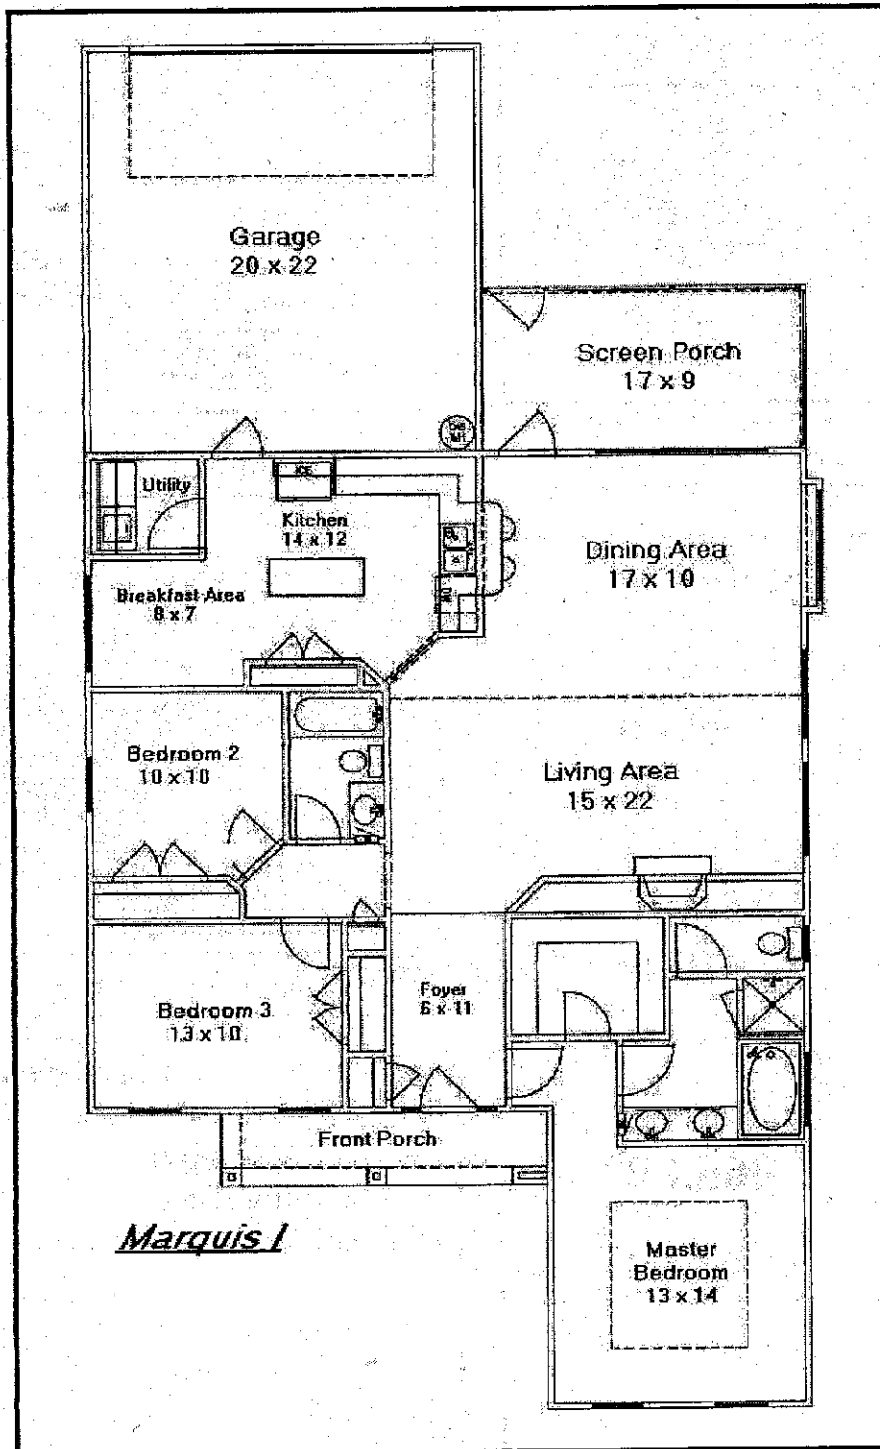 Garage
20 x 22
Screen Porch
17 x 9
Utility
Kitchen
14 x 12
Dining Area
17 x 10
Breakfast Area
8 x 7
Bedroom 2
10 x 10
Living Area
15 x 22
Foyer
6 x 11
Bedroom 3
13 x 10
Front Porch
Marquis I
Master
Bedroom
13 x 14